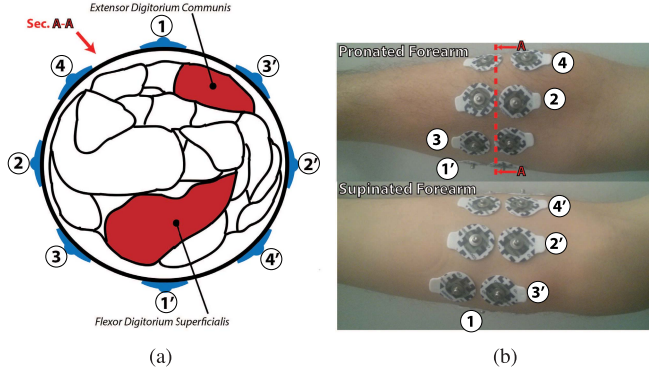 Extensor Digitorium Communis
Sec. A-A
1
4
3'
2
2'
3
4'
1'
Flexor Digitorium Superficialis
(a)
A
Pronated Forearm
4
2
3
1'
A
Supinated Forearm
4'
2'
3'
1
(b)